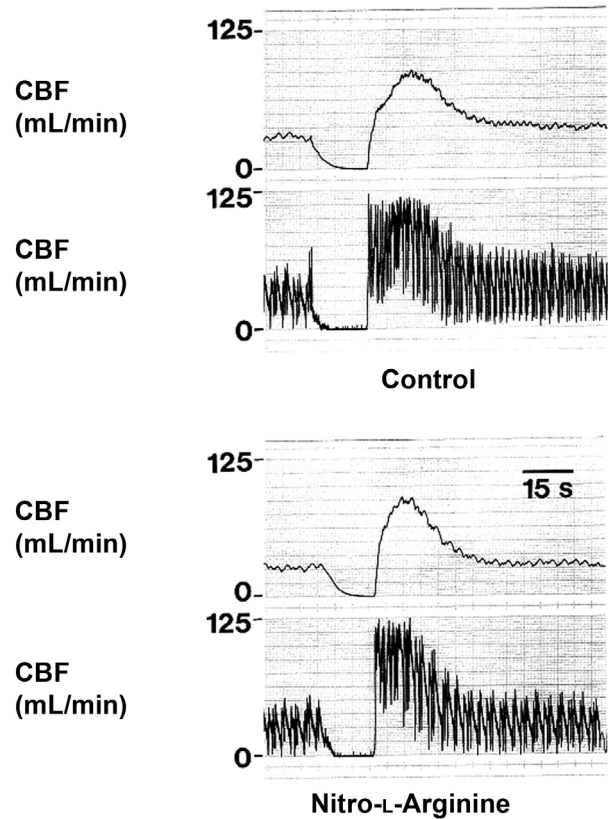 125
CBF
(mL/min)
0
125
CBF
(mL/min)
0
Control
125
15 s
CBF
(mL/min)
0
125
CBF
(mL/min)
0
Nitro-L-Arginine